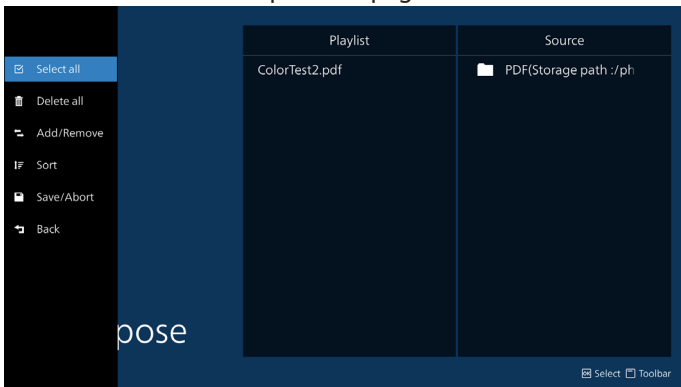 Select all
Delete all
Add/Remove
Sort
Save/Abort
Back
pose
Playlist
ColorTest2.pdf
Source
PDF(Storage path :/ph
OK Select Toolbar